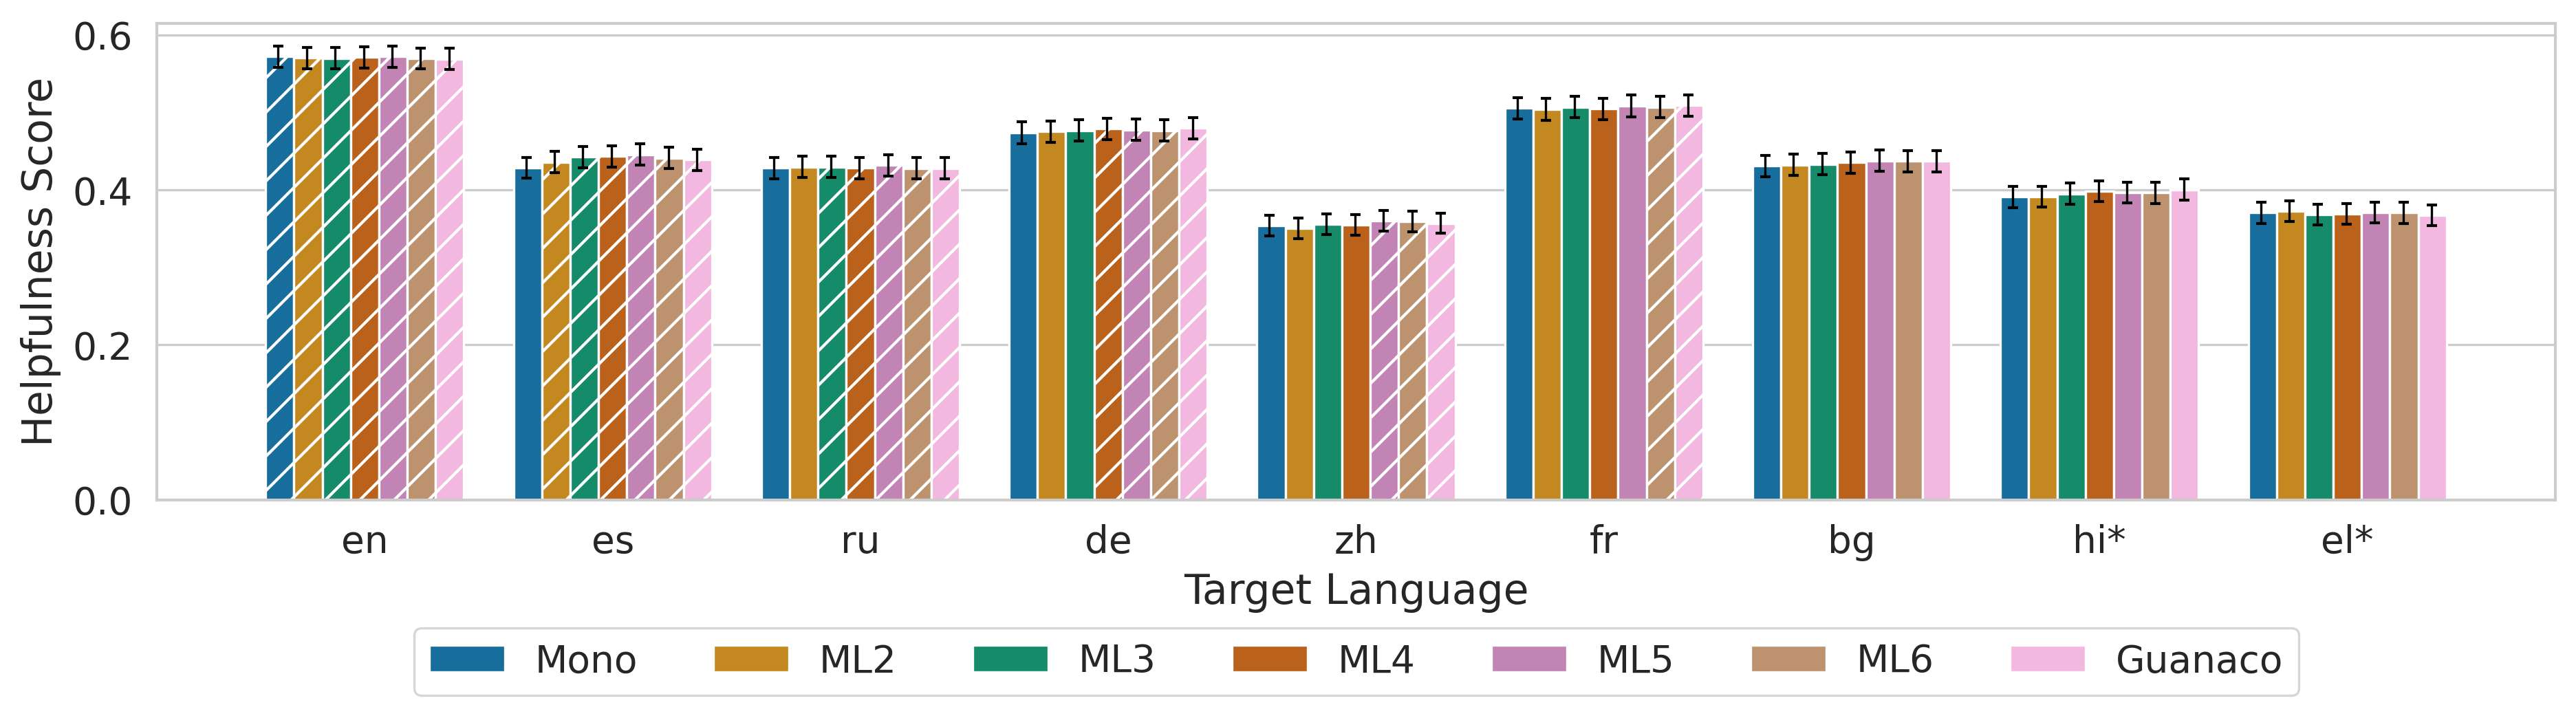 Helpfulness Score
0.6
0.4
0.2
0.0
en es ru de zh fr bg hi* el*
Target Language
Mono ML2 ML3 ML4 ML5 ML6 Guanaco